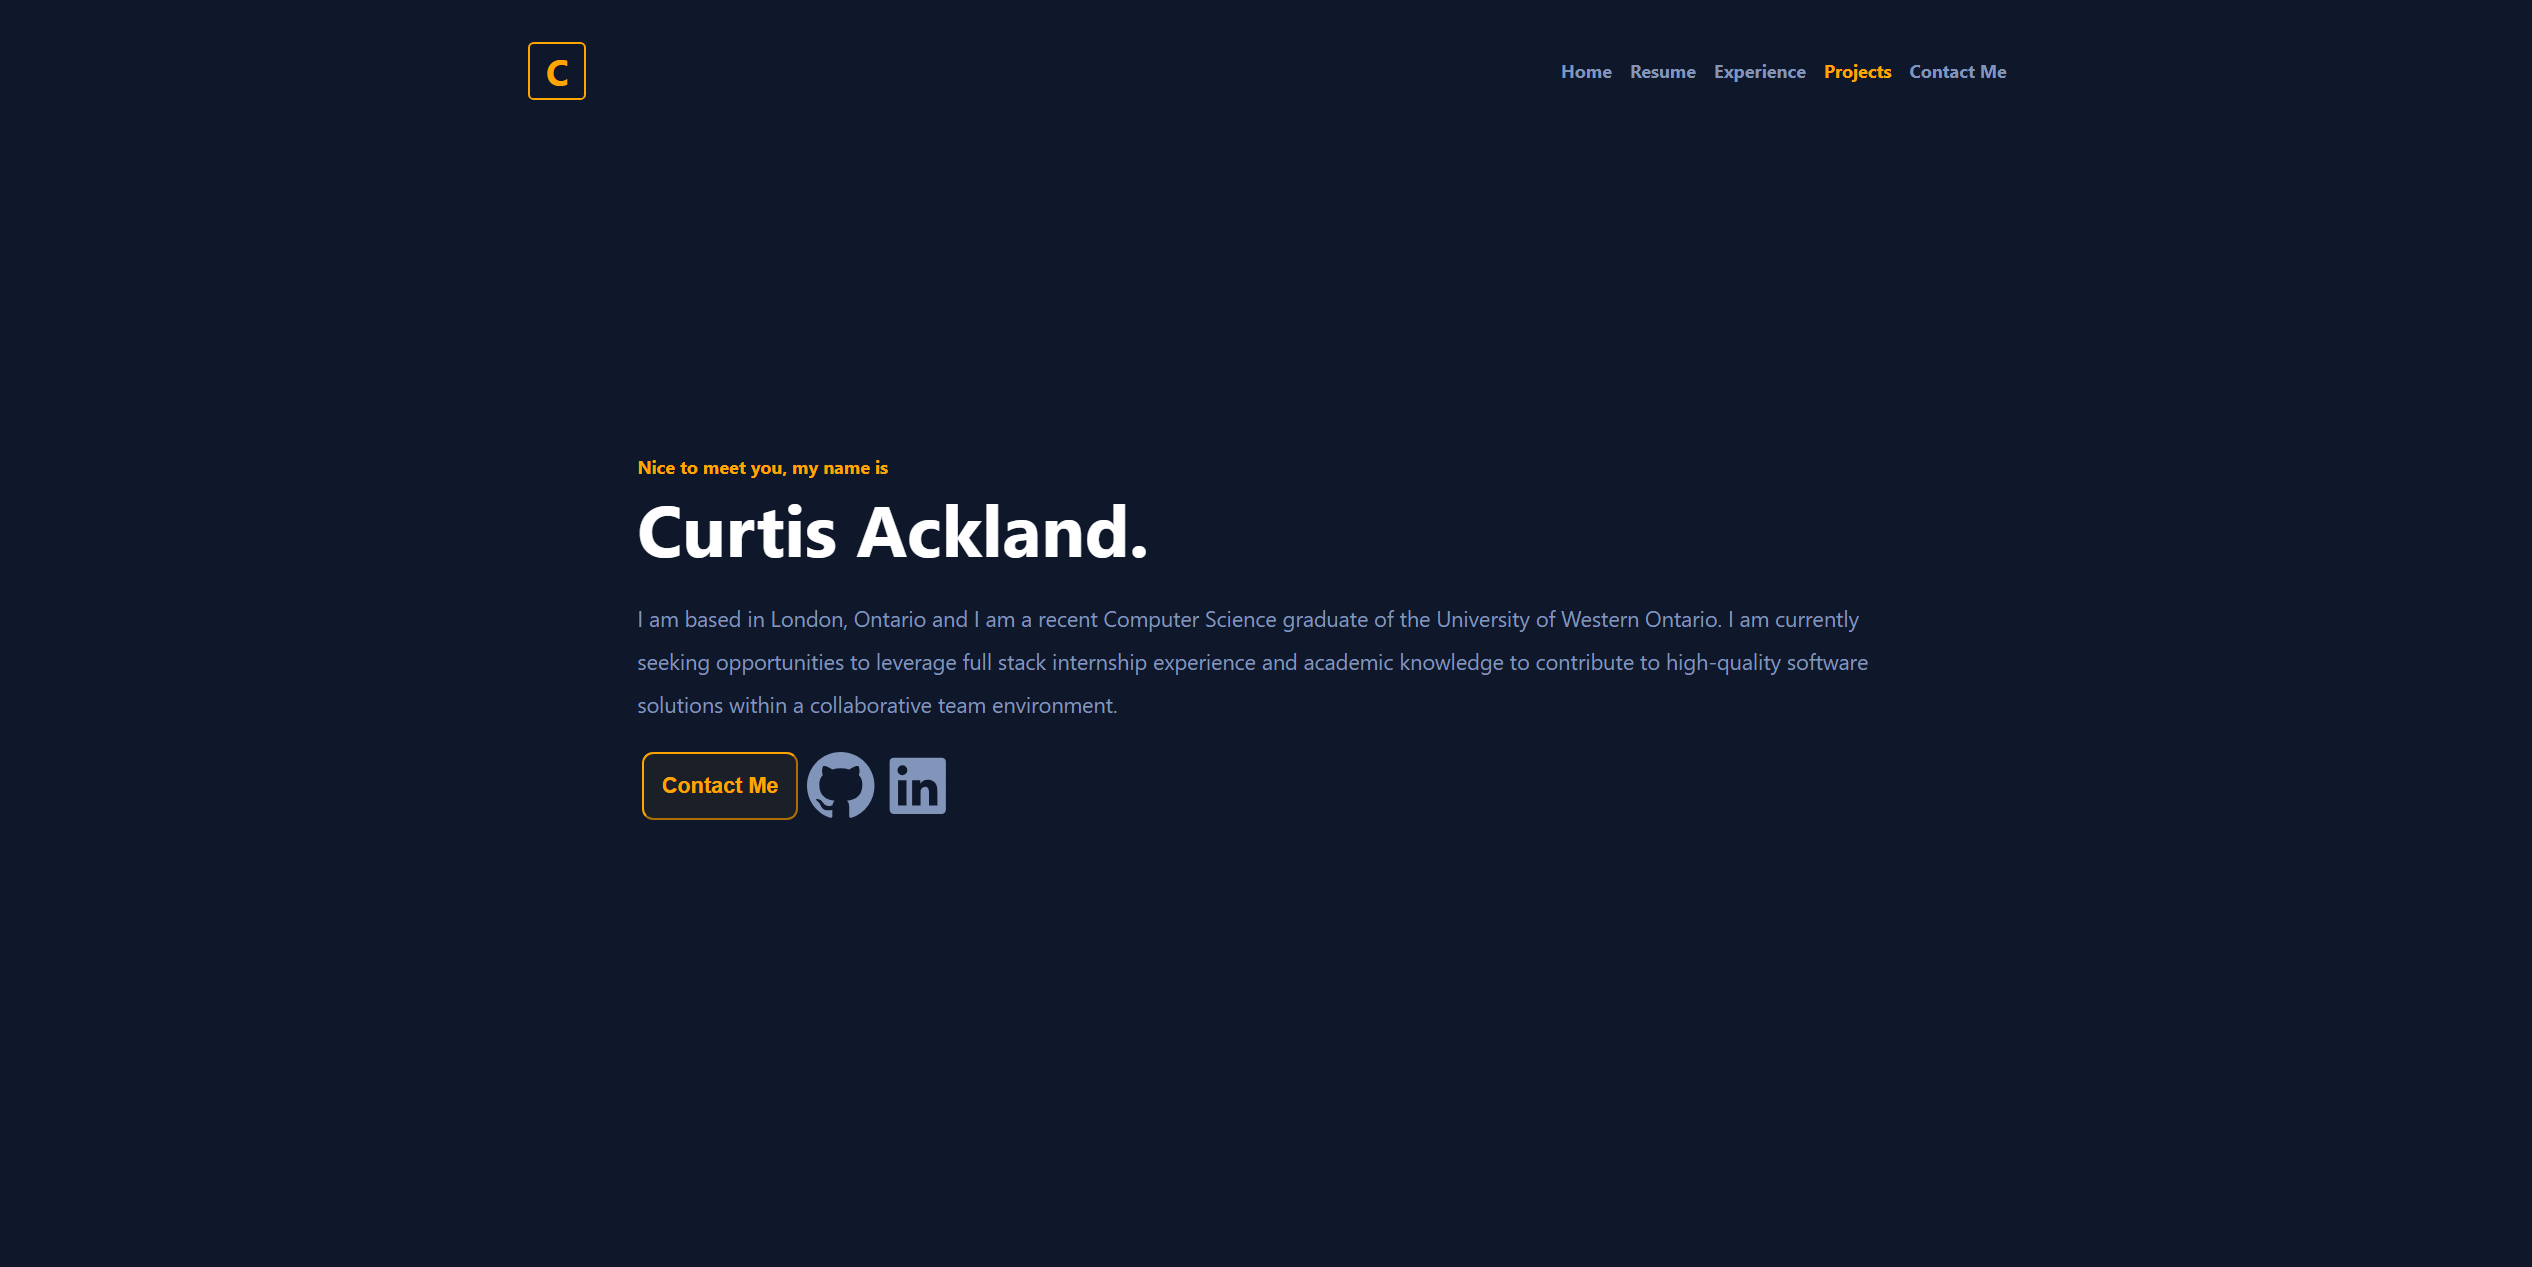 C
Home Resume Experience Projects Contact Me
Nice to meet you, my name is
Curtis Ackland.
I am based in London, Ontario and I am a recent Computer Science graduate of the University of Western Ontario. I am currently
seeking opportunities to leverage full stack internship experience and academic knowledge to contribute to high-quality software
solutions within a collaborative team environment.
Contact Me in